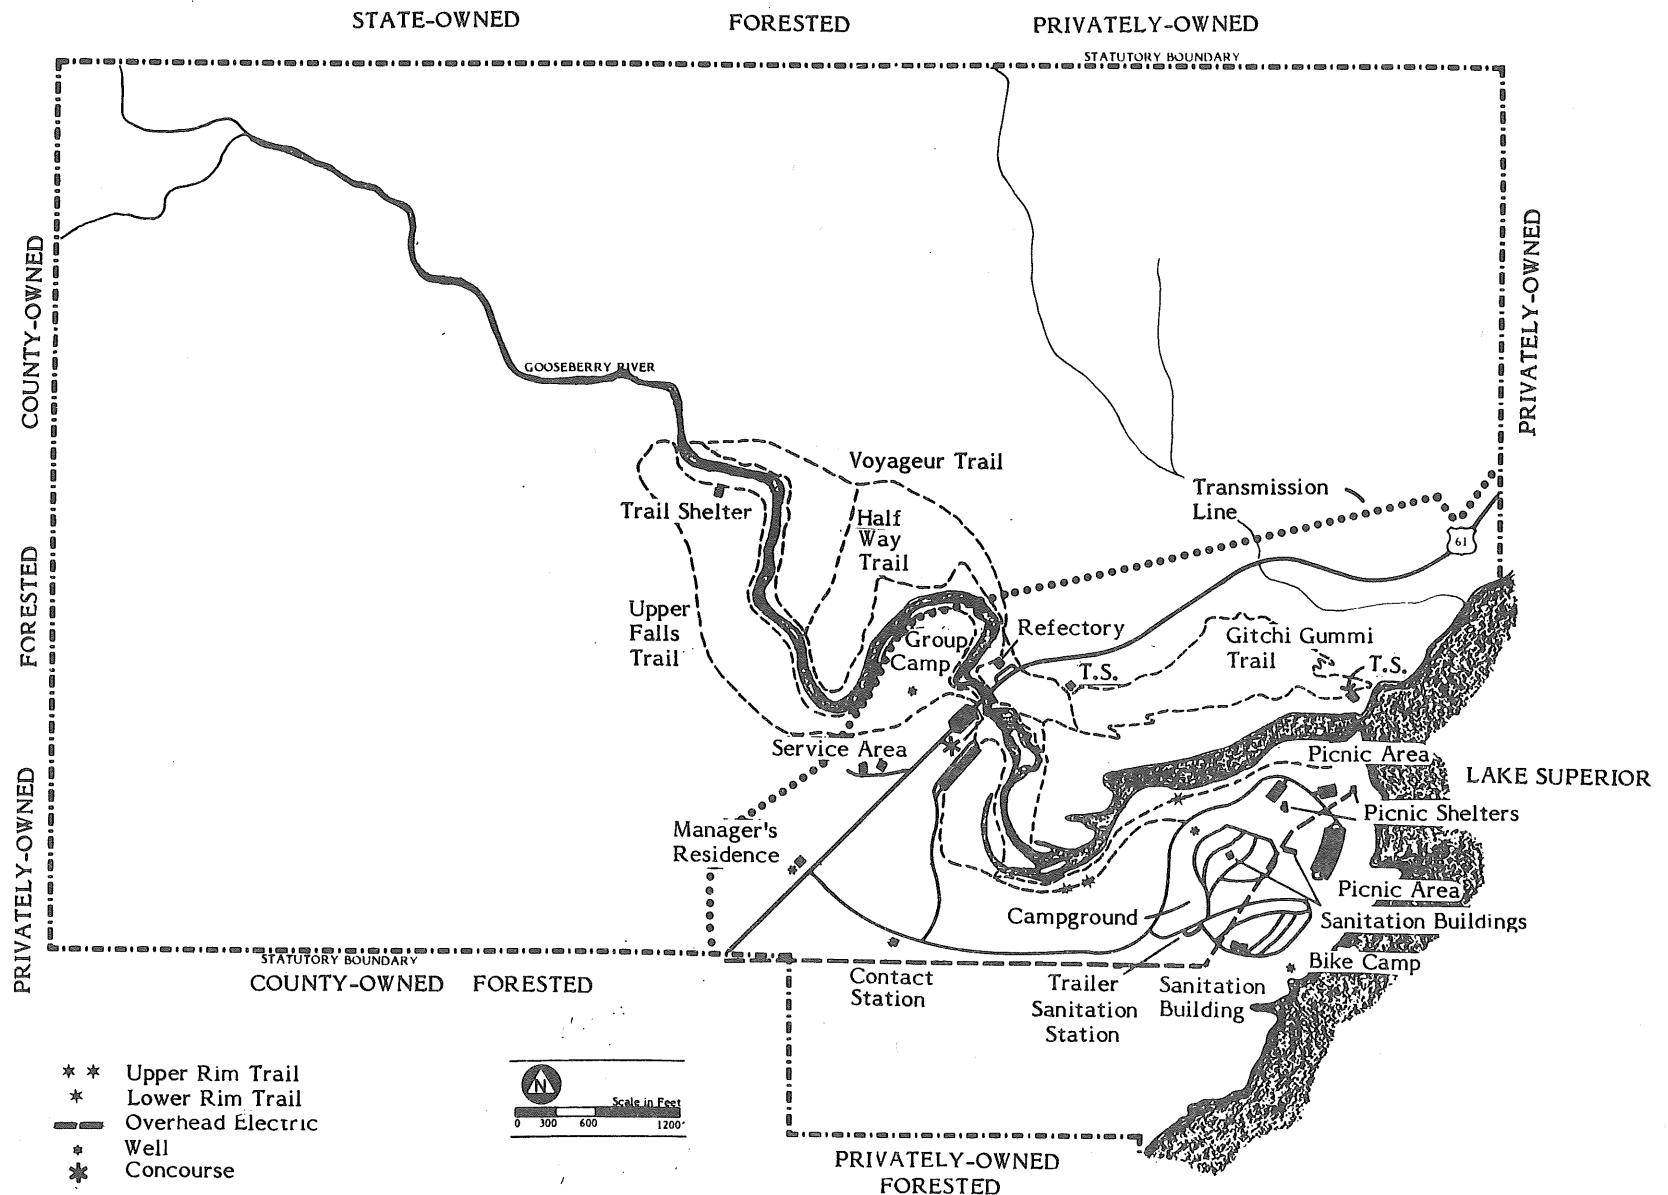 STATE-OWNED FORESTED PRIVATELY-OWNED
STATUTORY BOUNDARY
COUNTY-OWNED
FORESTED
PRIVATELY-OWNED
PRIVATELY-OWNED
GOOSEBERRY RIVER
Voyageur Trail
Trail Shelter
Half
Way
Trail
Transmission
Line
61
Upper
Falls
Trail
Group
Camp
Refectory
T.S.
Gitchi Gummi
Trail
T.S.
Service Area
Picnic Area
LAKE SUPERIOR
Picnic Shelters
Manager's
Residence
Picnic Area
Campground
Sanitation Buildings
Bike Camp
Contact
Station
Trailer
Sanitation
Station
Sanitation
Building
STATUTORY BOUNDARY
COUNTY-OWNED FORESTED
Upper Rim Trail
Lower Rim Trail
Overhead Electric
Well
Concourse
N
Scale in Feet
0 300 600 1200'
PRIVATELY-OWNED
FORESTED